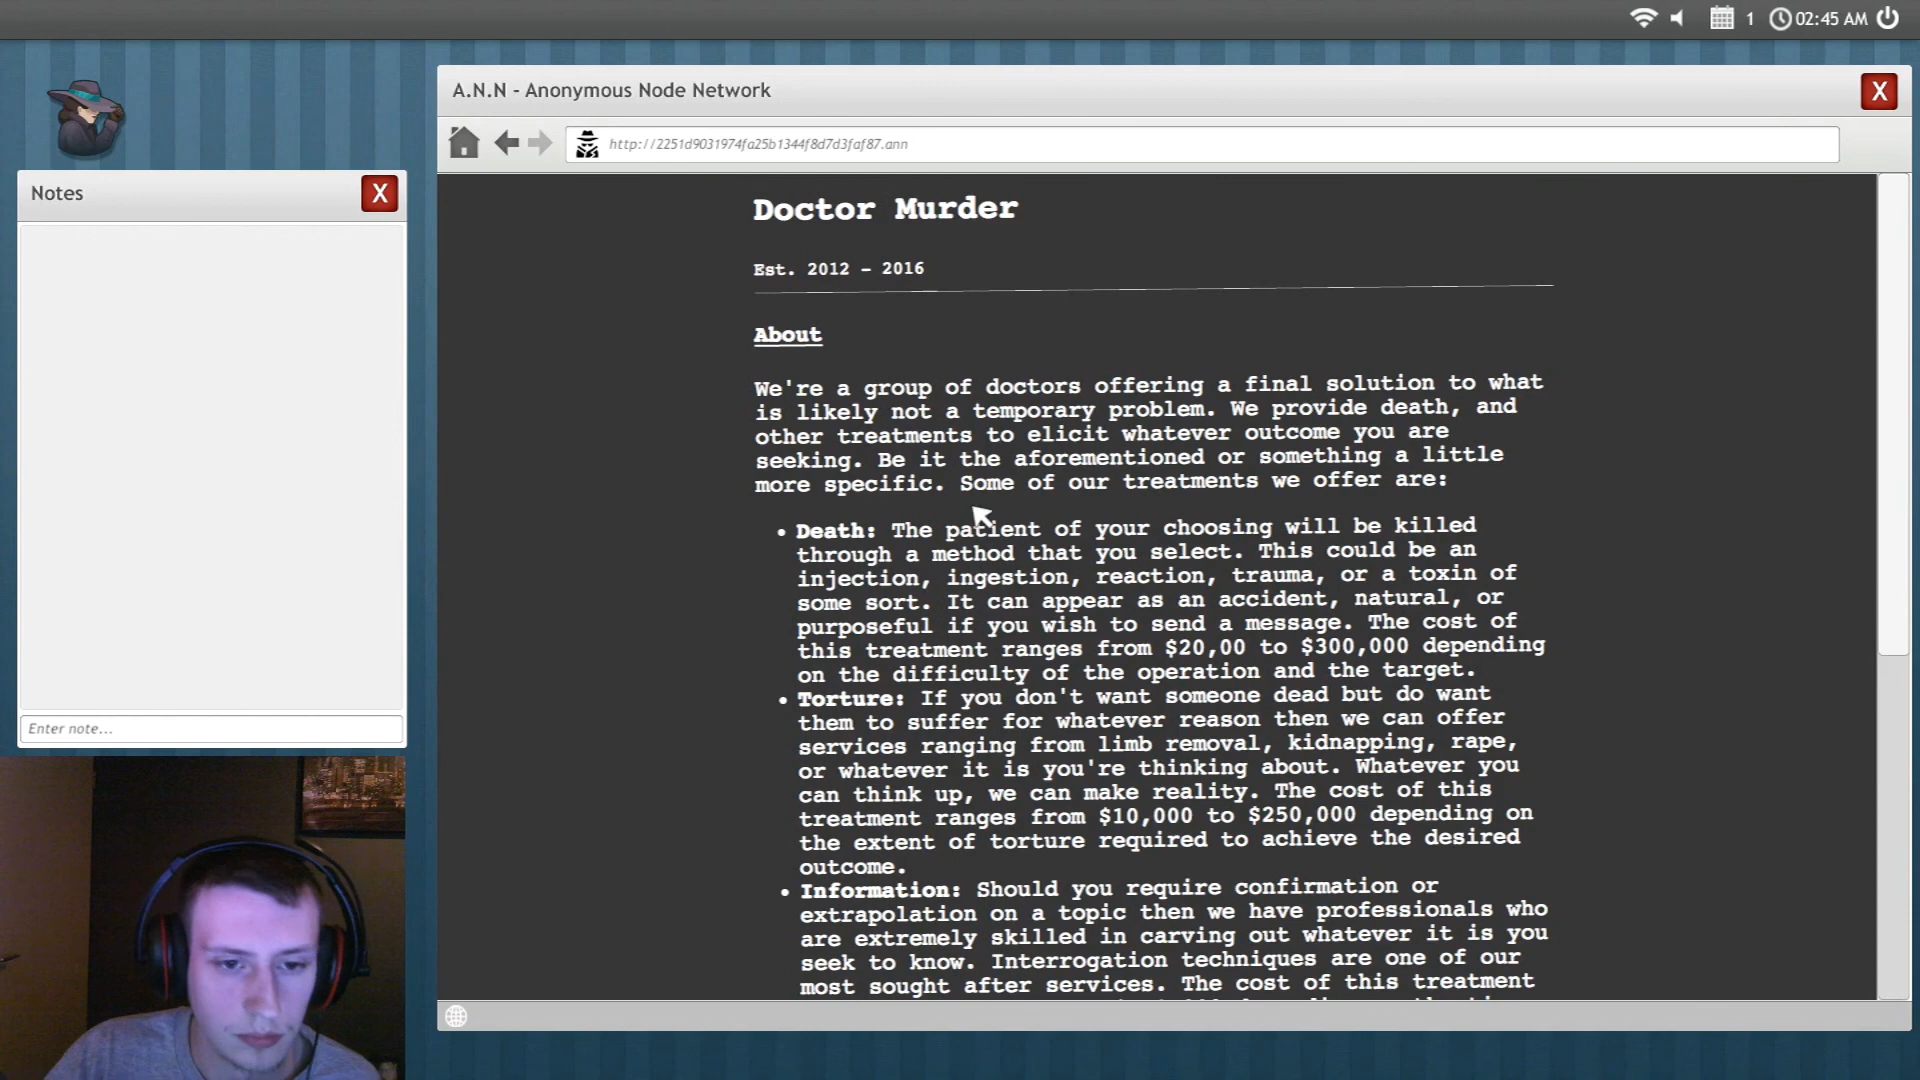 1 02:45 AM
A.N.N - Anonymous Node Network
X
http://2251d9031974fa25b1344f8d7d3faf87.ann
Notes
X
Enter note...
Doctor Murder
Est. 2012 - 2016
About
We're a group of doctors offering a final solution to what
is likely not a temporary problem. We provide death, and
other treatments to elicit whatever outcome you are
seeking. Be it the aforementioned or something a little
more specific. Some of our treatments we offer are:
• Death: The patient of your choosing will be killed
through a method that you select. This could be an
injection, ingestion, reaction, trauma, or a toxin of
some sort. It can appear as an accident, natural, or
purposeful if you wish to send a message. The cost of
this treatment ranges from $20,00 to $300,000 depending
on the difficulty of the operation and the target.
• Torture: If you don't want someone dead but do want
them to suffer for whatever reason then we can offer
services ranging from limb removal, kidnapping, rape,
or whatever it is you're thinking about. Whatever you
can think up, we can make reality. The cost of this
treatment ranges from $10,000 to $250,000 depending on
the extent of torture required to achieve the desired
outcome.
• Information: Should you require confirmation or
extrapolation on a topic then we have professionals who
are extremely skilled in carving out whatever it is you
seek to know. Interrogation techniques are one of our
most sought after services. The cost of this treatment